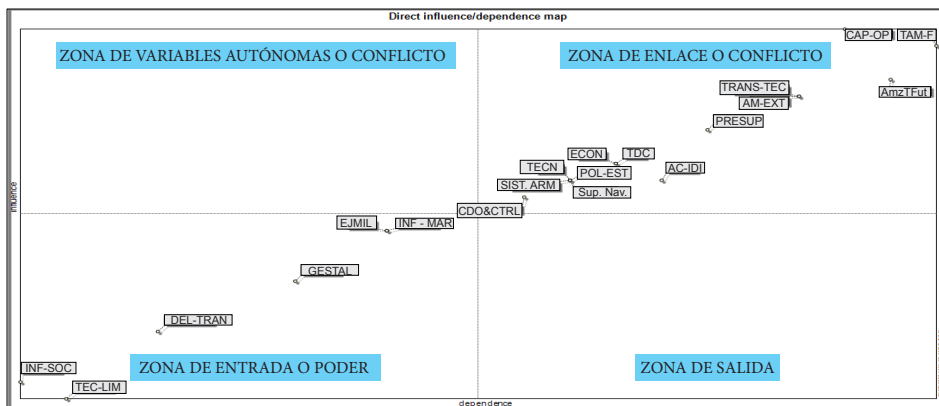 Direct influence/dependence map
CAP-OP
TAM-F
ZONA DE VARIABLES AUTÓNOMAS O CONFLICTO
ZONA DE ENLACE O CONFLICTO
TRANS-TEC
AmzTFut
AM-EXT
PRESUP
ECON
TDC
TECN
POL-EST
AC-IDI
SIST. ARM
Sup. Nav.
CDO&CTRL
influence
EJMIL
INF - MAR
GESTAL
DEL-TRAN
INF-SOC
ZONA DE ENTRADA O PODER
ZONA DE SALIDA
TEC-LIM
dependence